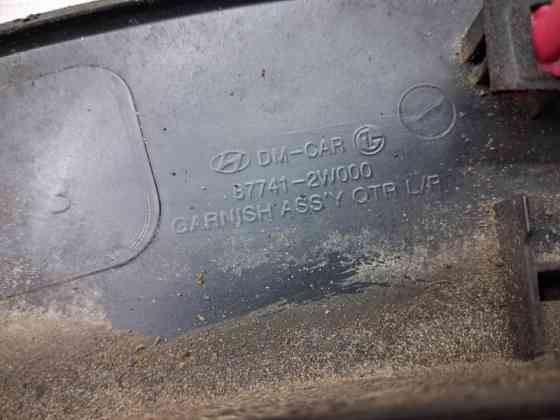 DM-CAR
87741-2W000
GARNISH ASS'Y QTR L/R